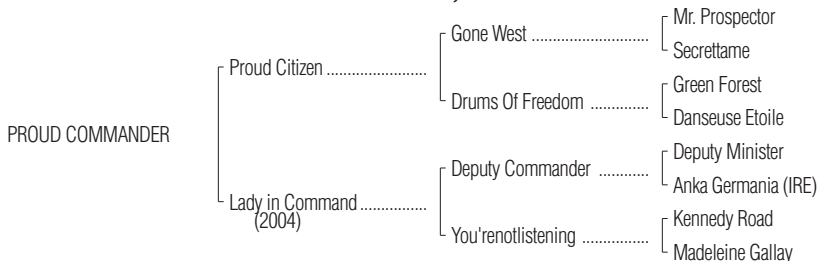 Mr. Prospector
Gone West ............................
Secrettame
Proud Citizen ........................
Green Forest
Drums Of Freedom ..............
Danseuse Etoile
PROUD COMMANDER
Deputy Minister
Deputy Commander ............
Anka Germania (IRE)
Lady in Command ................
(2004)
Kennedy Road
You'renotlistening ................
Madeleine Gallay